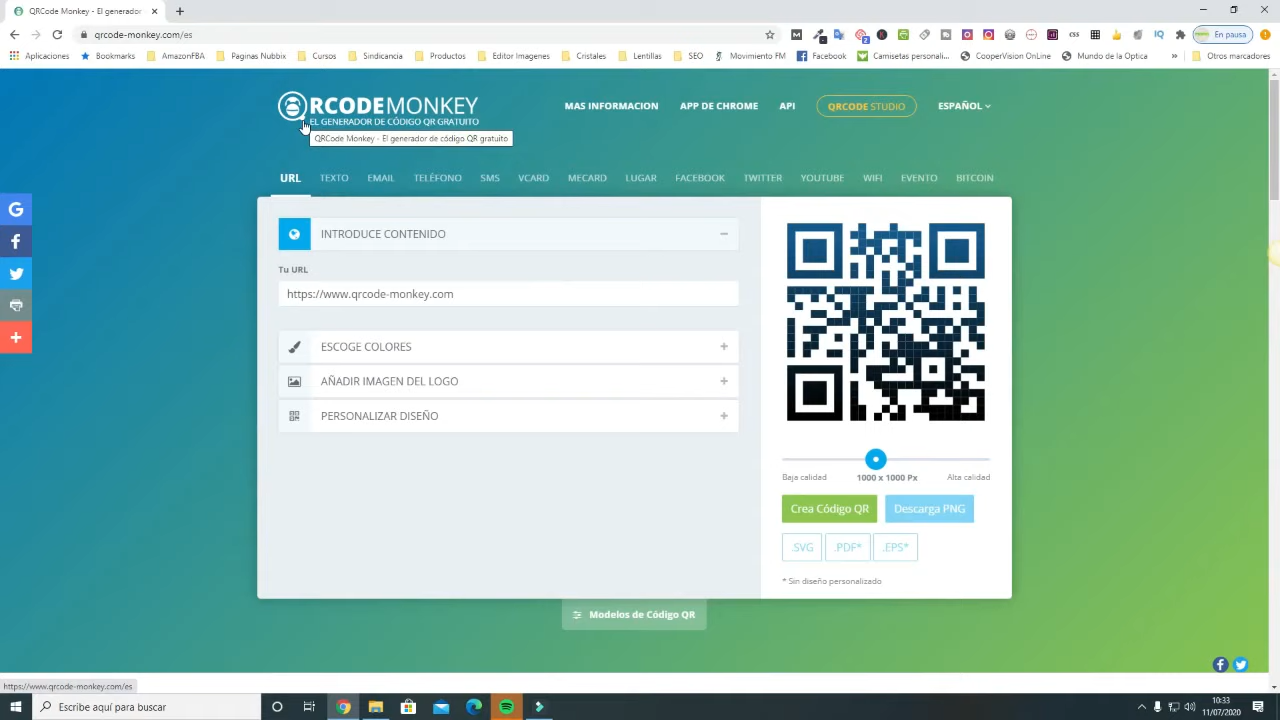 QRCode Monkey - El generador d
qrcode-monkey.com/es
En pausa
Aplicaciones
Bookmarks
AmazonFBA
Paginas Nubbix
Cursos
Sindicancia
Productos
Editor Imagenes
Cristales
Lentillas
SEO
Movimiento FM
Facebook
Camisetas personali...
CooperVision OnLine
Mundo de la Optica
»
Otros marcadores
QRCODEMONKEY
EL GENERADOR DE CÓDIGO QR GRATUITO
MAS INFORMACION
APP DE CHROME
API
QRCODE STUDIO
ESPAÑOL
QRCode Monkey - El generador de código QR gratuito
URL
TEXTO
EMAIL
TELÉFONO
SMS
VCARD
MECARD
LUGAR
FACEBOOK
TWITTER
YOUTUBE
WIFI
EVENTO
BITCOIN
INTRODUCE CONTENIDO
Tu URL
https://www.qrcode-monkey.com
ESCOGE COLORES
AÑADIR IMAGEN DEL LOGO
PERSONALIZAR DISEÑO
Baja calidad
1000 x 1000 Px
Alta calidad
Crea Código QR
Descarga PNG
.SVG
.PDF*
.EPS*
* Sin diseño personalizado
Modelos de Código QR
https://www.qrcode-monkey.com/es
Escribe aquí para buscar
10:33
11/07/2020